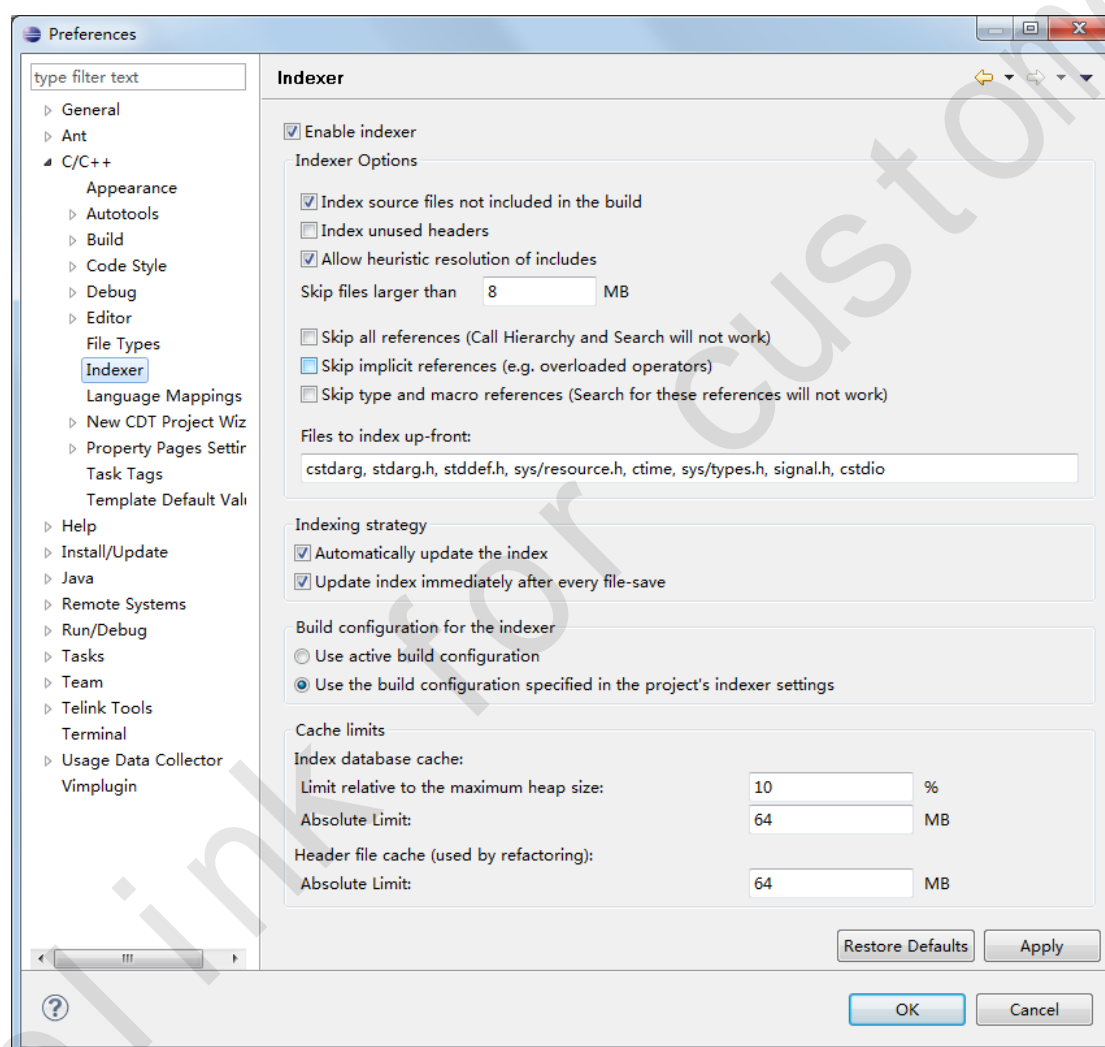 Preferences
type filter text
General
Ant
C/C++
Appearance
Autotools
Build
Code Style
Debug
Editor
File Types
Indexer
Language Mappings
New CDT Project Wiz
Property Pages Settin
Task Tags
Template Default Valu
Help
Install/Update
Java
Remote Systems
Run/Debug
Tasks
Team
Telink Tools
Terminal
Usage Data Collector
Vimplugin
Indexer
Enable indexer
Indexer Options
Index source files not included in the build
Index unused headers
Allow heuristic resolution of includes
Skip files larger than 8 MB
Skip all references (Call Hierarchy and Search will not work)
Skip implicit references (e.g. overloaded operators)
Skip type and macro references (Search for these references will not work)
Files to index up-front:
cstdarg, stdarg.h, stddef.h, sys/resource.h, ctime, sys/types.h, signal.h, cstdio
Indexing strategy
Automatically update the index
Update index immediately after every file-save
Build configuration for the indexer
Use active build configuration
Use the build configuration specified in the project's indexer settings
Cache limits
Index database cache:
Limit relative to the maximum heap size: 10 %
Absolute Limit: 64 MB
Header file cache (used by refactoring):
Absolute Limit: 64 MB
Restore Defaults Apply
? OK Cancel
elink for custom